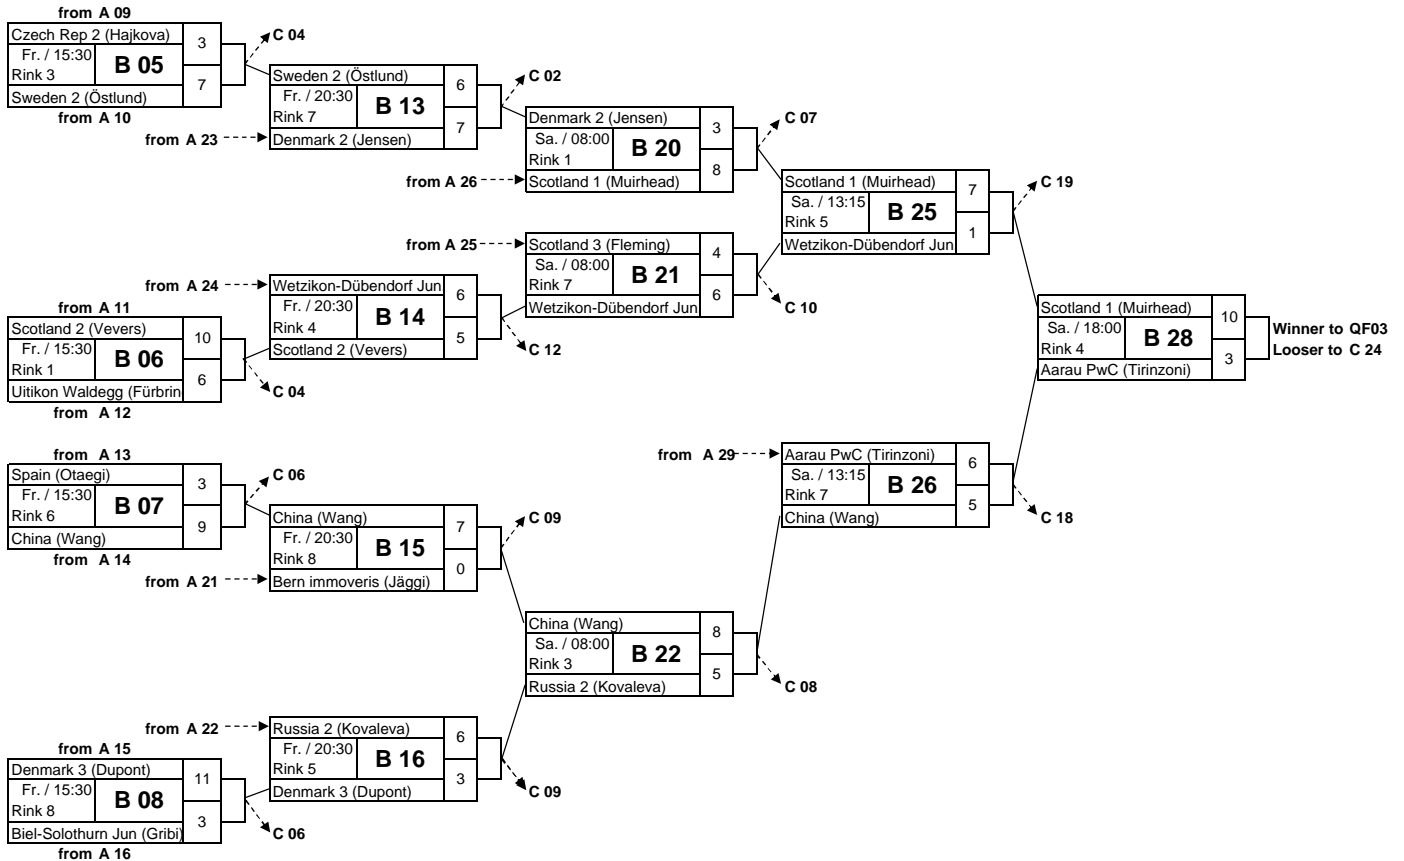 from A 09
Czech Rep 2 (Hajkova)
3
Fr. / 15:30
Rink 3
B 05
7
Sweden 2 (Östlund)
from A 10
C 04
Sweden 2 (Östlund)
6
Fr. / 20:30
Rink 7
B 13
7
from A 23
Denmark 2 (Jensen)
C 02
Denmark 2 (Jensen)
3
Sa. / 08:00
Rink 1
B 20
8
from A 26
Scotland 1 (Muirhead)
C 07
Scotland 1 (Muirhead)
7
Sa. / 13:15
Rink 5
B 25
1
Wetzikon-Dübendorf Jun
C 19
from A 25
Scotland 3 (Fleming)
4
Sa. / 08:00
Rink 7
B 21
6
Wetzikon-Dübendorf Jun
C 10
from A 24
Wetzikon-Dübendorf Jun
6
Fr. / 20:30
Rink 4
B 14
5
Scotland 2 (Vevers)
C 12
from A 11
Scotland 2 (Vevers)
10
Fr. / 15:30
Rink 1
B 06
6
Uitikon Waldegg (Fürbrin
from A 12
C 04
Scotland 1 (Muirhead)
10
Sa. / 18:00
Rink 4
B 28
3
Aarau PwC (Tirinzoni)
Winner to QF03
Looser to C 24
from A 13
Spain (Otaegi)
3
Fr. / 15:30
Rink 6
B 07
9
China (Wang)
from A 14
C 06
China (Wang)
7
Fr. / 20:30
Rink 8
B 15
0
from A 21
Bern immoveris (Jäggi)
C 09
from A 29
Aarau PwC (Tirinzoni)
6
Sa. / 13:15
Rink 7
B 26
5
China (Wang)
C 18
China (Wang)
8
Sa. / 08:00
Rink 3
B 22
5
Russia 2 (Kovaleva)
C 08
from A 22
Russia 2 (Kovaleva)
6
Fr. / 20:30
Rink 5
B 16
3
Denmark 3 (Dupont)
C 09
from A 15
Denmark 3 (Dupont)
11
Fr. / 15:30
Rink 8
B 08
3
Biel-Solothurn Jun (Gribi)
from A 16
C 06